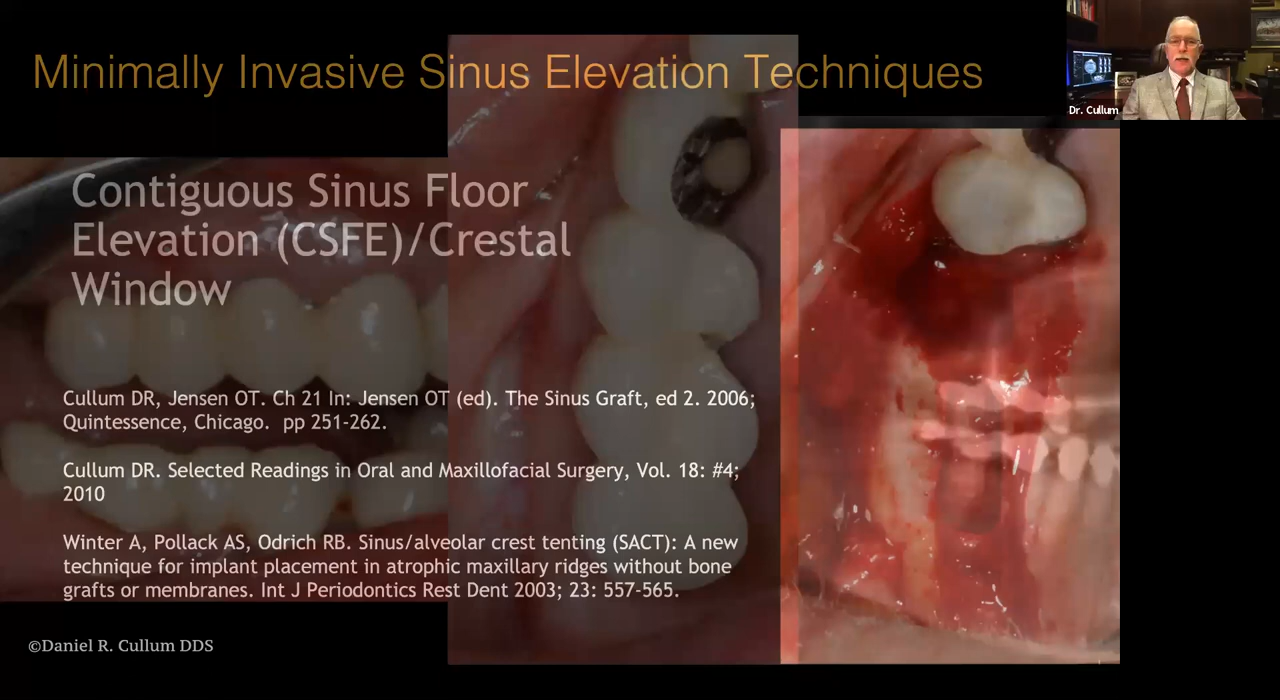 Minimally Invasive Sinus Elevation Techniques
Dr. Cullum
Contiguous Sinus Floor
Elevation (CSFE)/Crestal
Window
Cullum DR, Jensen OT. Ch 21 In: Jensen OT (ed). The Sinus Graft, ed 2. 2006;
Quintessence, Chicago.  pp 251-262.
Cullum DR. Selected Readings in Oral and Maxillofacial Surgery, Vol. 18: #4;
2010
Winter A, Pollack AS, Odrich RB. Sinus/alveolar crest tenting (SACT): A new
technique for implant placement in atrophic maxillary ridges without bone
grafts or membranes. Int J Periodontics Rest Dent 2003; 23: 557-565.
©Daniel R. Cullum DDS